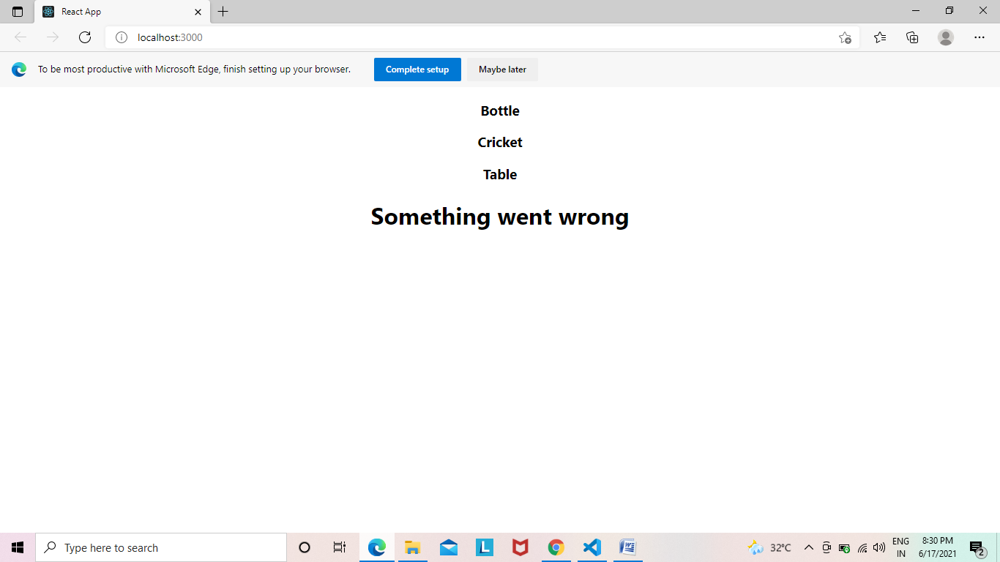 React App
localhost:3000
To be most productive with Microsoft Edge, finish setting up your browser. Complete setup Maybe later
Bottle
Cricket
Table
Something went wrong
Type here to search
32°C
ENG
IN
8:30 PM
6/17/2021
2